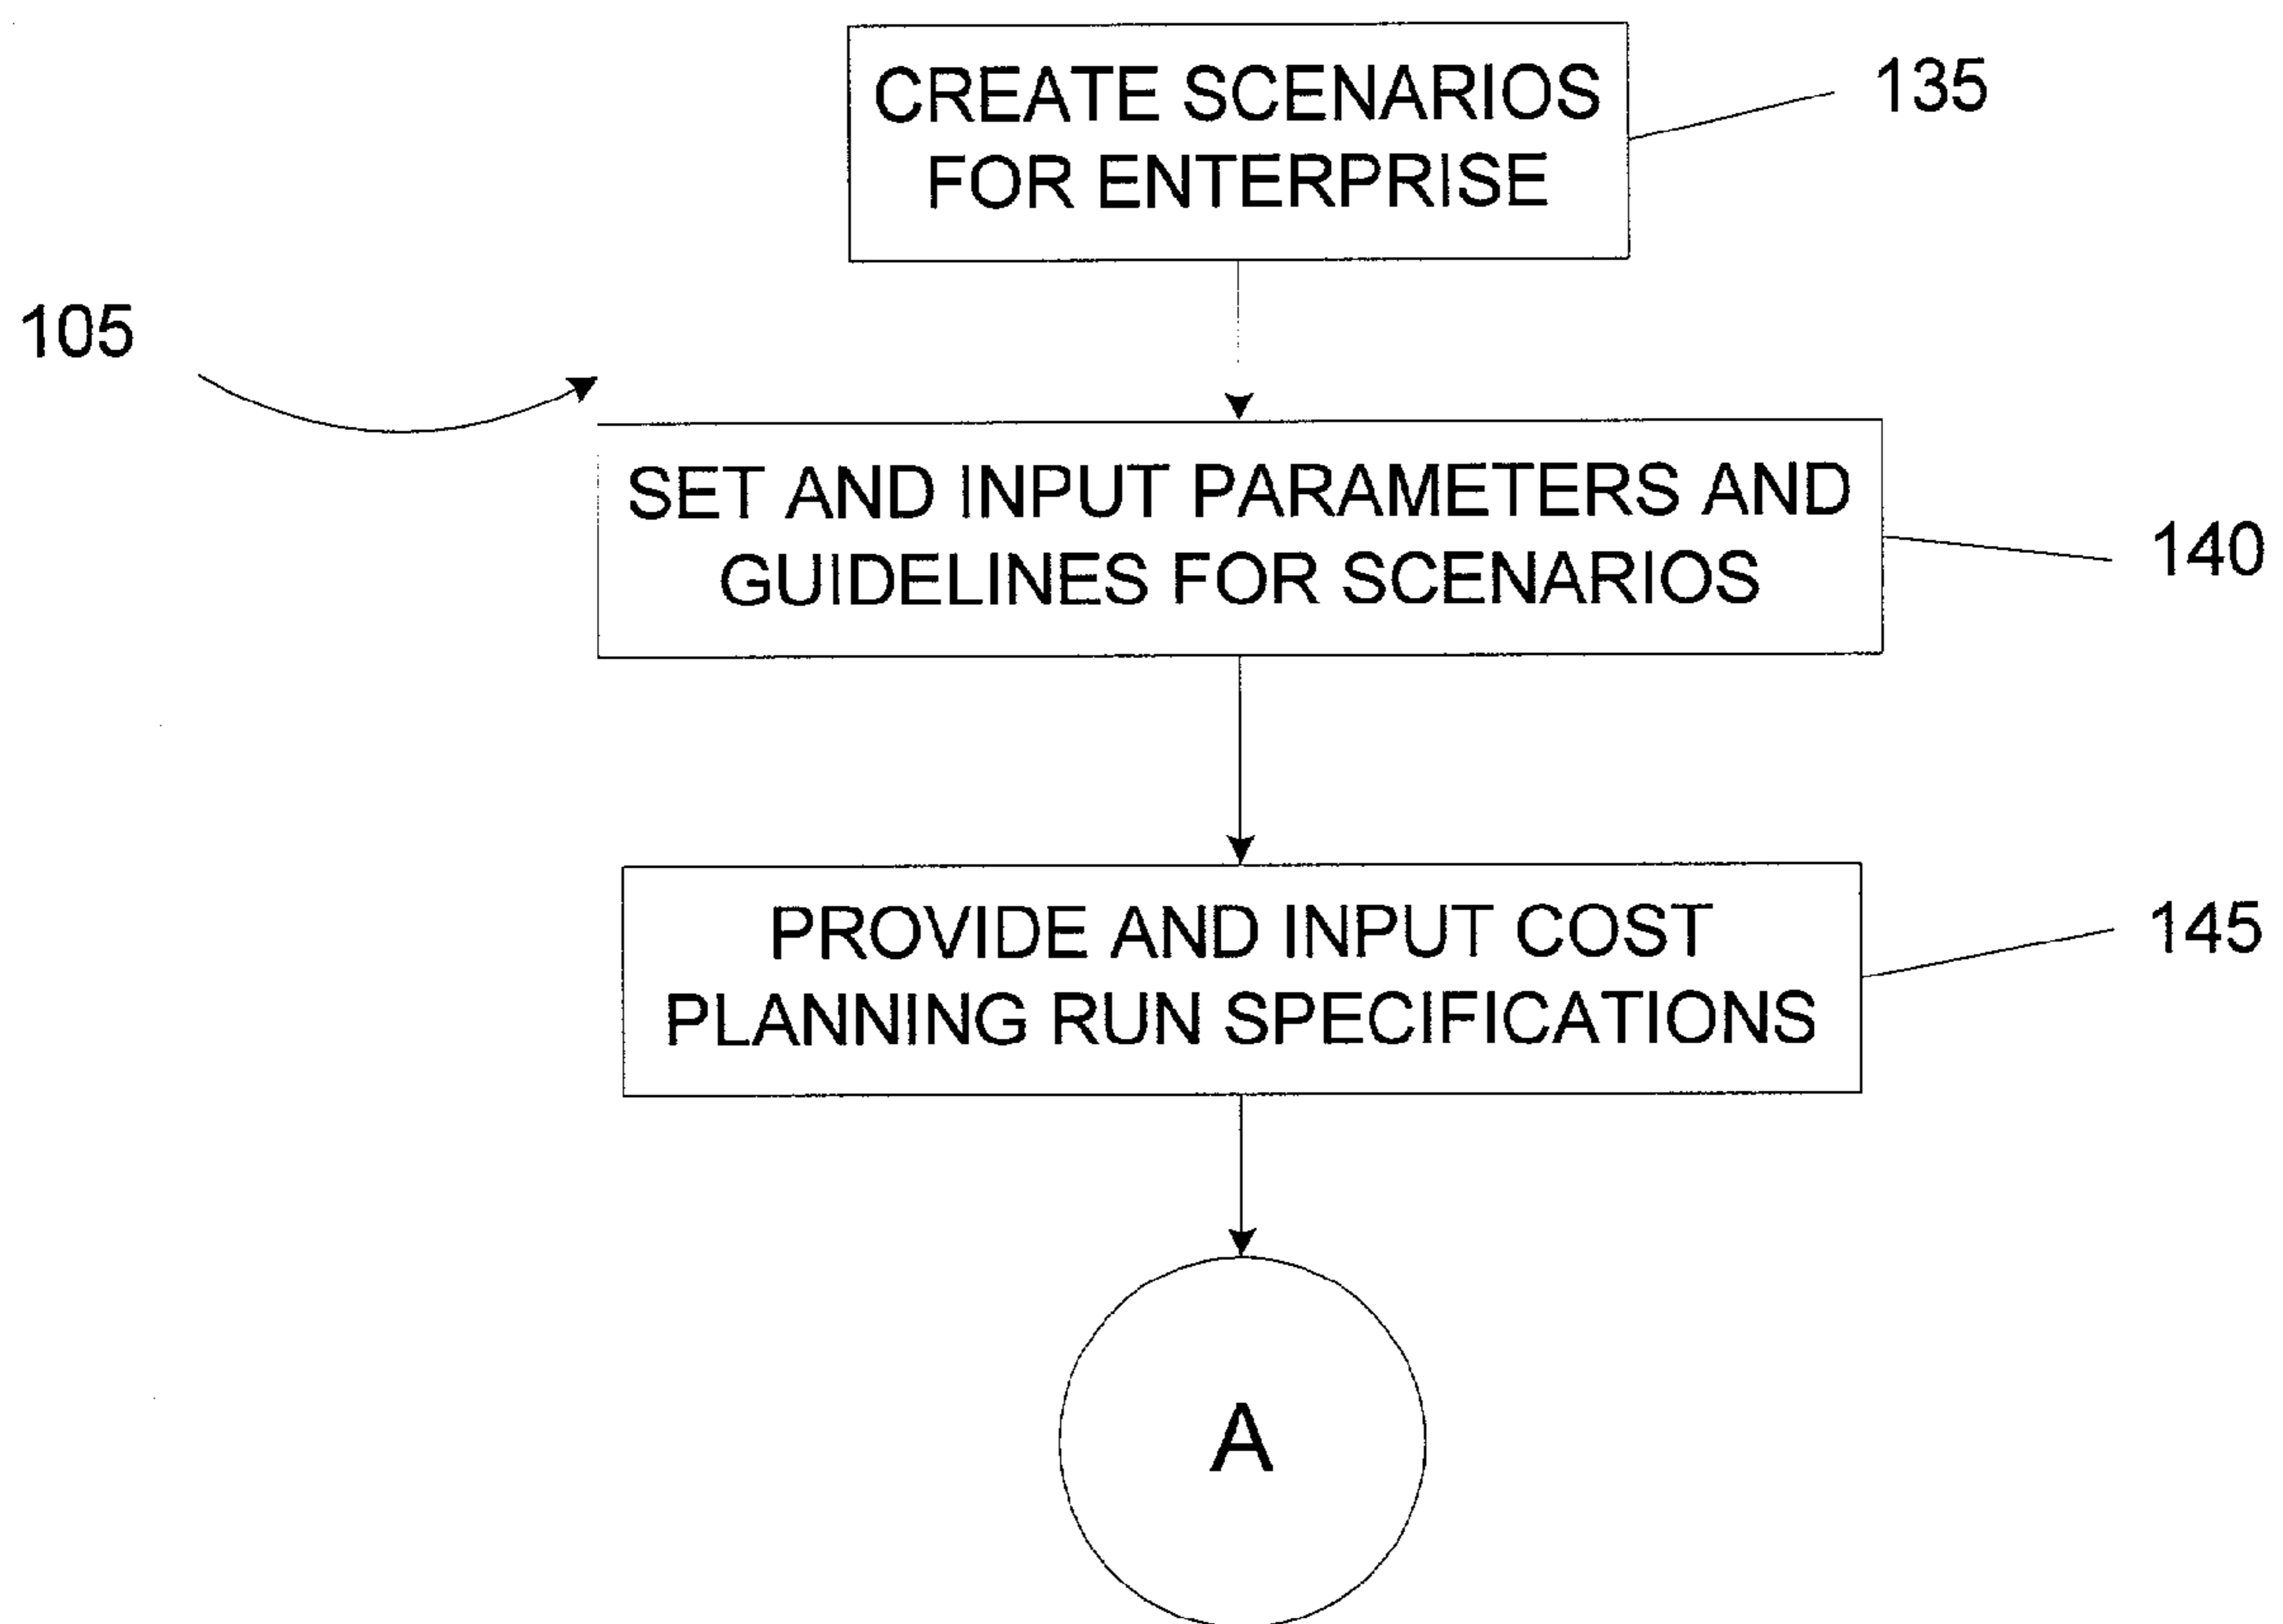 CREATE SCENARIOS
FOR ENTERPRISE
135
105
SET AND INPUT PARAMETERS AND
GUIDELINES FOR SCENARIOS
140
PROVIDE AND INPUT COST
PLANNING RUN SPECIFICATIONS
145
A